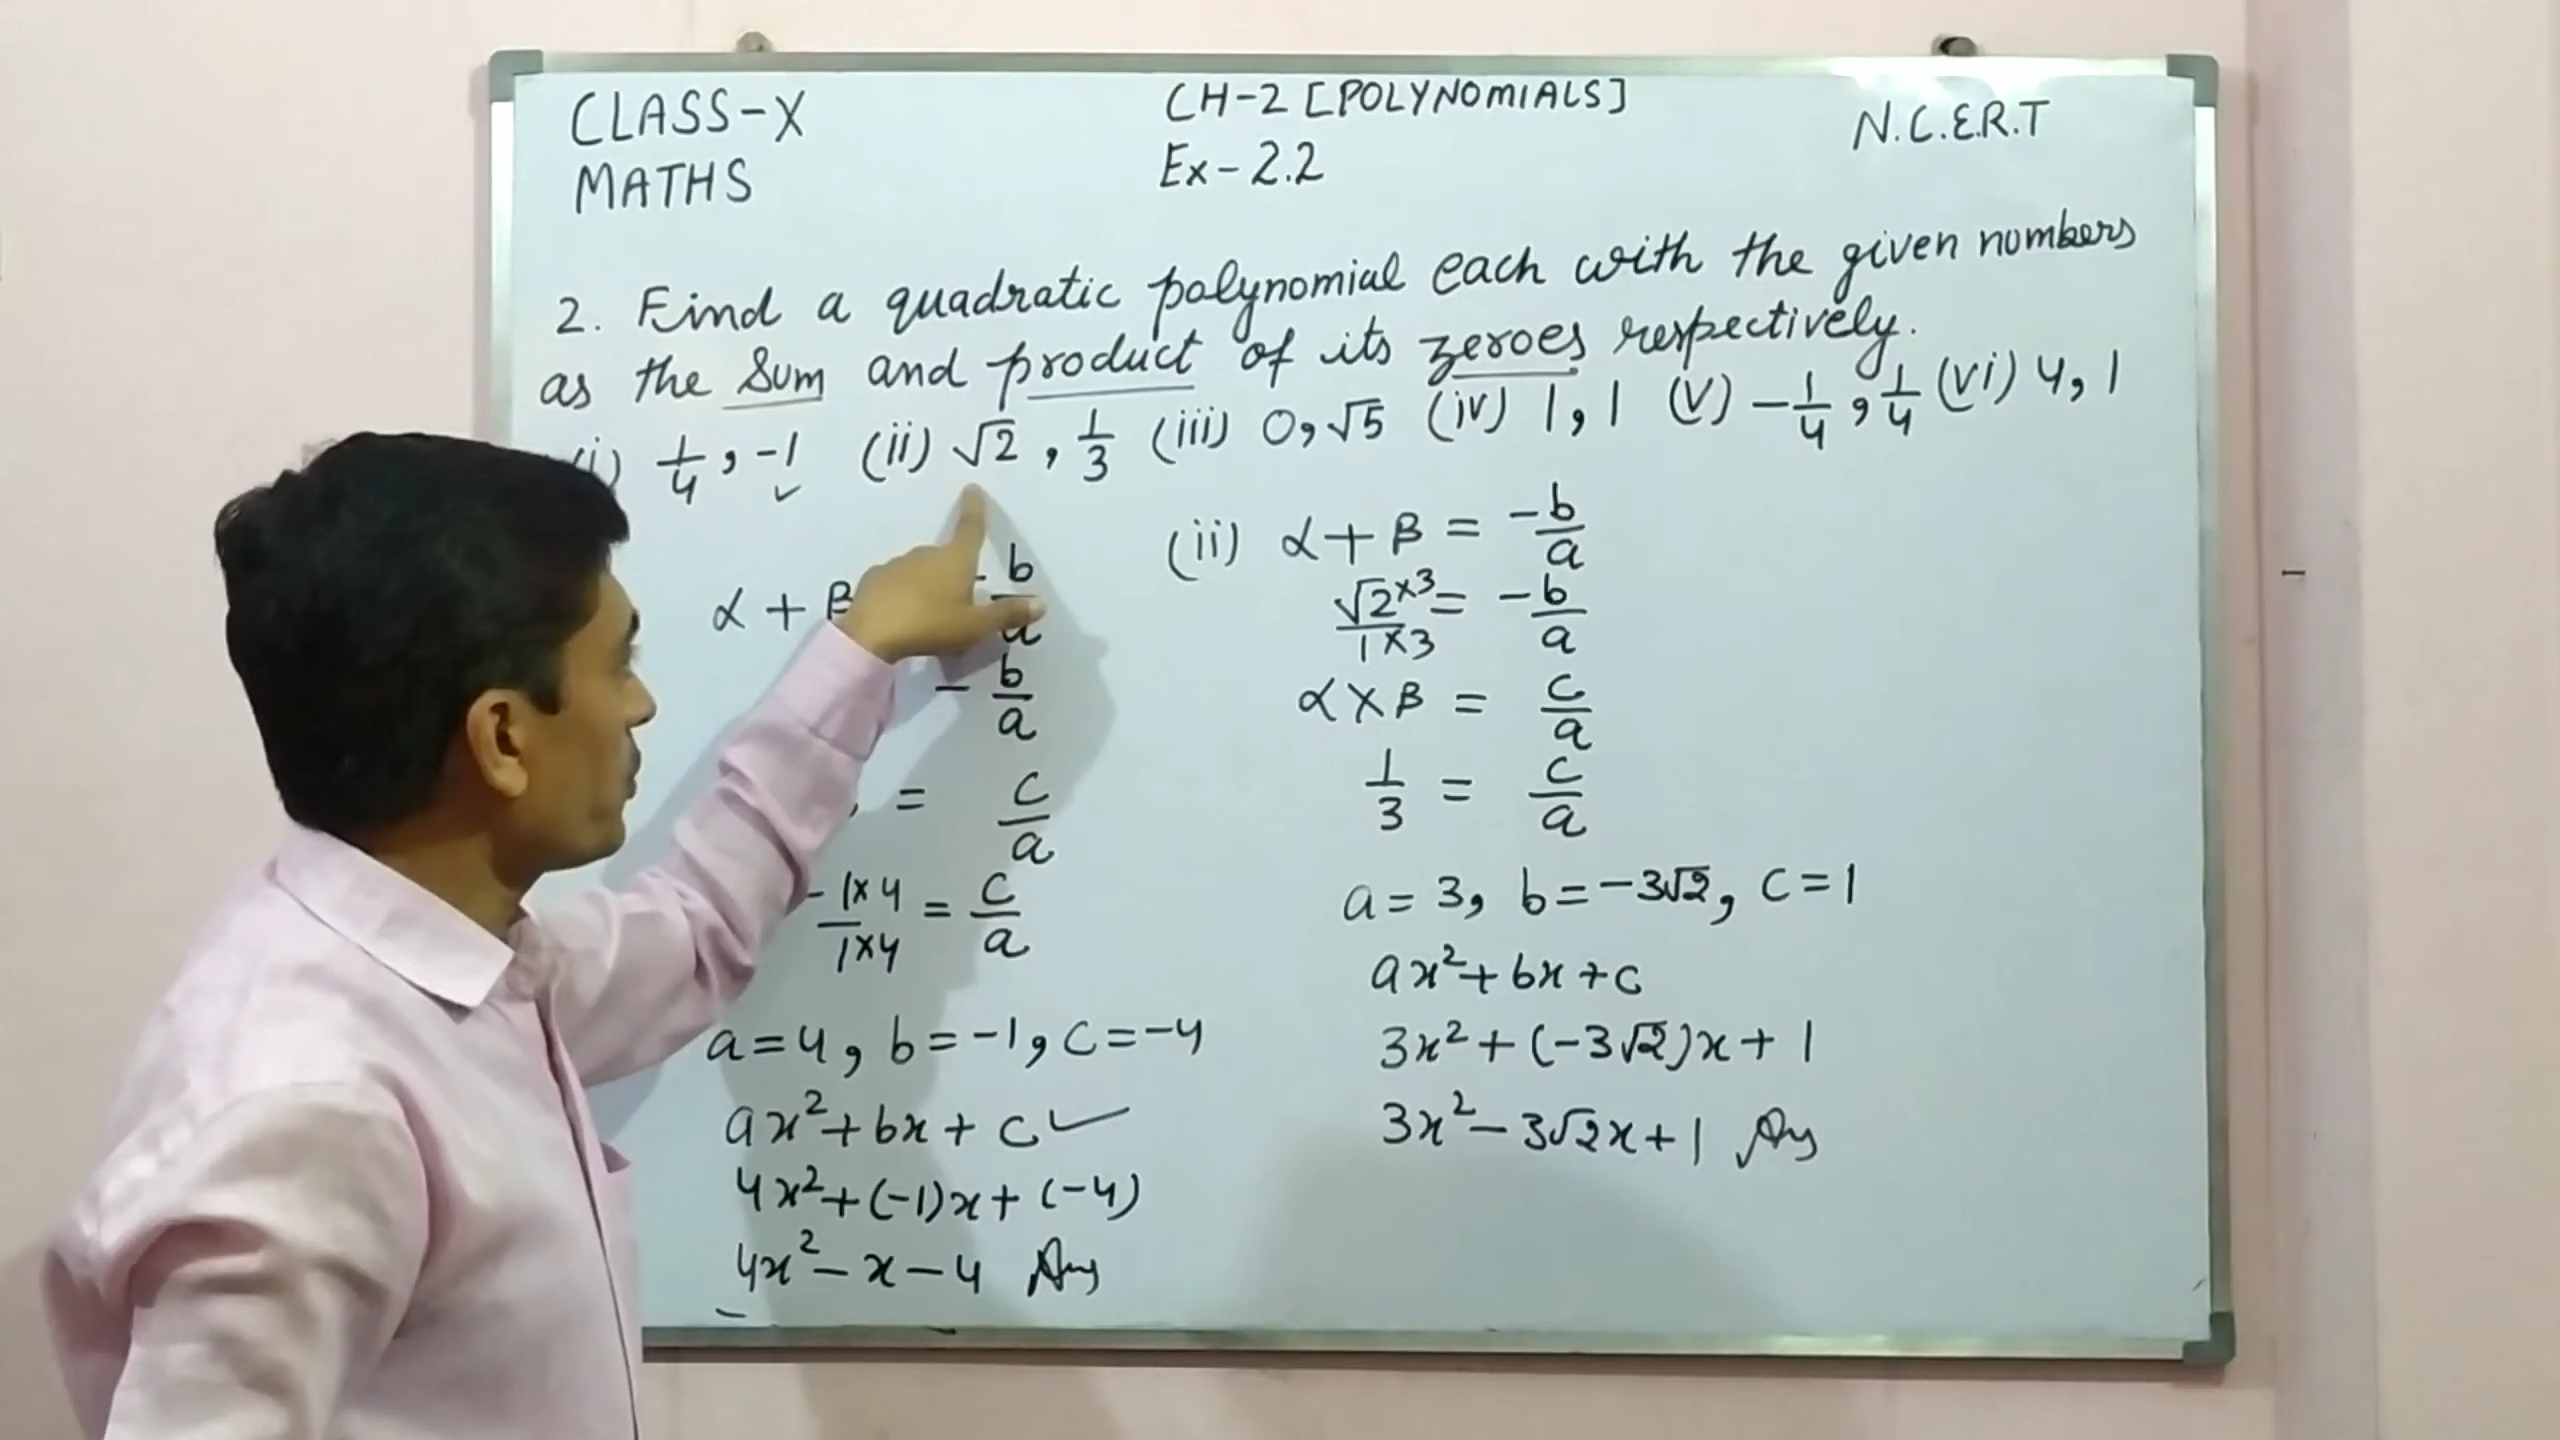 CLASS-X
MATHS
CH-2 [POLYNOMIALS]
Ex-2.2
N.C.E.R.T
2. Find a quadratic polynomial each with the given numbers
as the Sum and product of its zeroes respectively.
(i) 1/4, -1 (ii) √2, 1/3 (iii) 0, √5 (iv) 1, 1 (v) -1/4, 1/4 (vi) 4, 1
α + β -b/a
-b/a
= c/a
-1×4/1×4 = c/a
a=4, b=-1, c=-4
ax²+bx+c ✓
4x²+(-1)x+(-4)
4x²-x-4 Ans
(ii) α+β = -b/a
√2×3/1×3 = -b/a
α×β = c/a
1/3 = c/a
a=3, b=-3√2, c=1
ax²+bx+c
3x²+(-3√2)x+1
3x²-3√2x+1 Ans